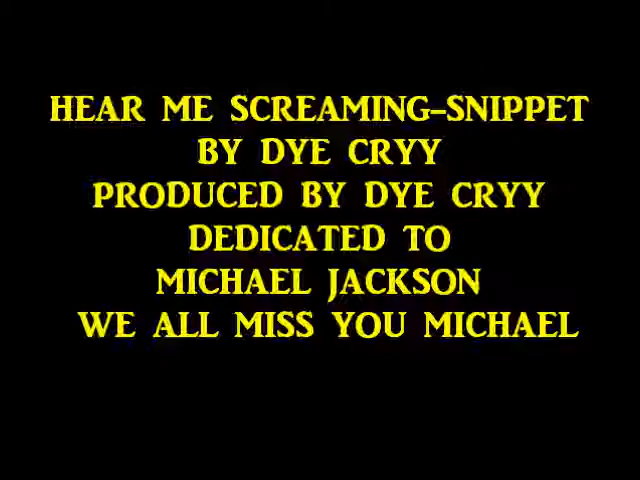 HEAR ME SCREAMING-SNIPPET
BY DYE CRYY
PRODUCED BY DYE CRYY
DEDICATED TO
MICHAEL JACKSON
WE ALL MISS YOU MICHAEL